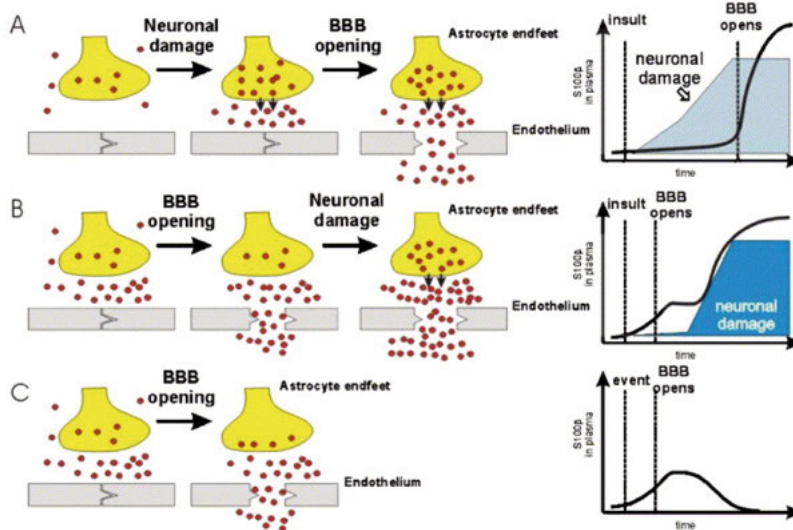 A
Neuronal
damage
BBB
opening
Astrocyte endfeet
Endothelium
insult
BBB
opens
neuronal
damage
S100β
in plasma
time
B
BBB
opening
Neuronal
damage
Astrocyte endfeet
Endothelium
insult
BBB
opens
neuronal
damage
S100β
in plasma
time
C
BBB
opening
Astrocyte endfeet
Endothelium
event
BBB
opens
S100β
in plasma
time